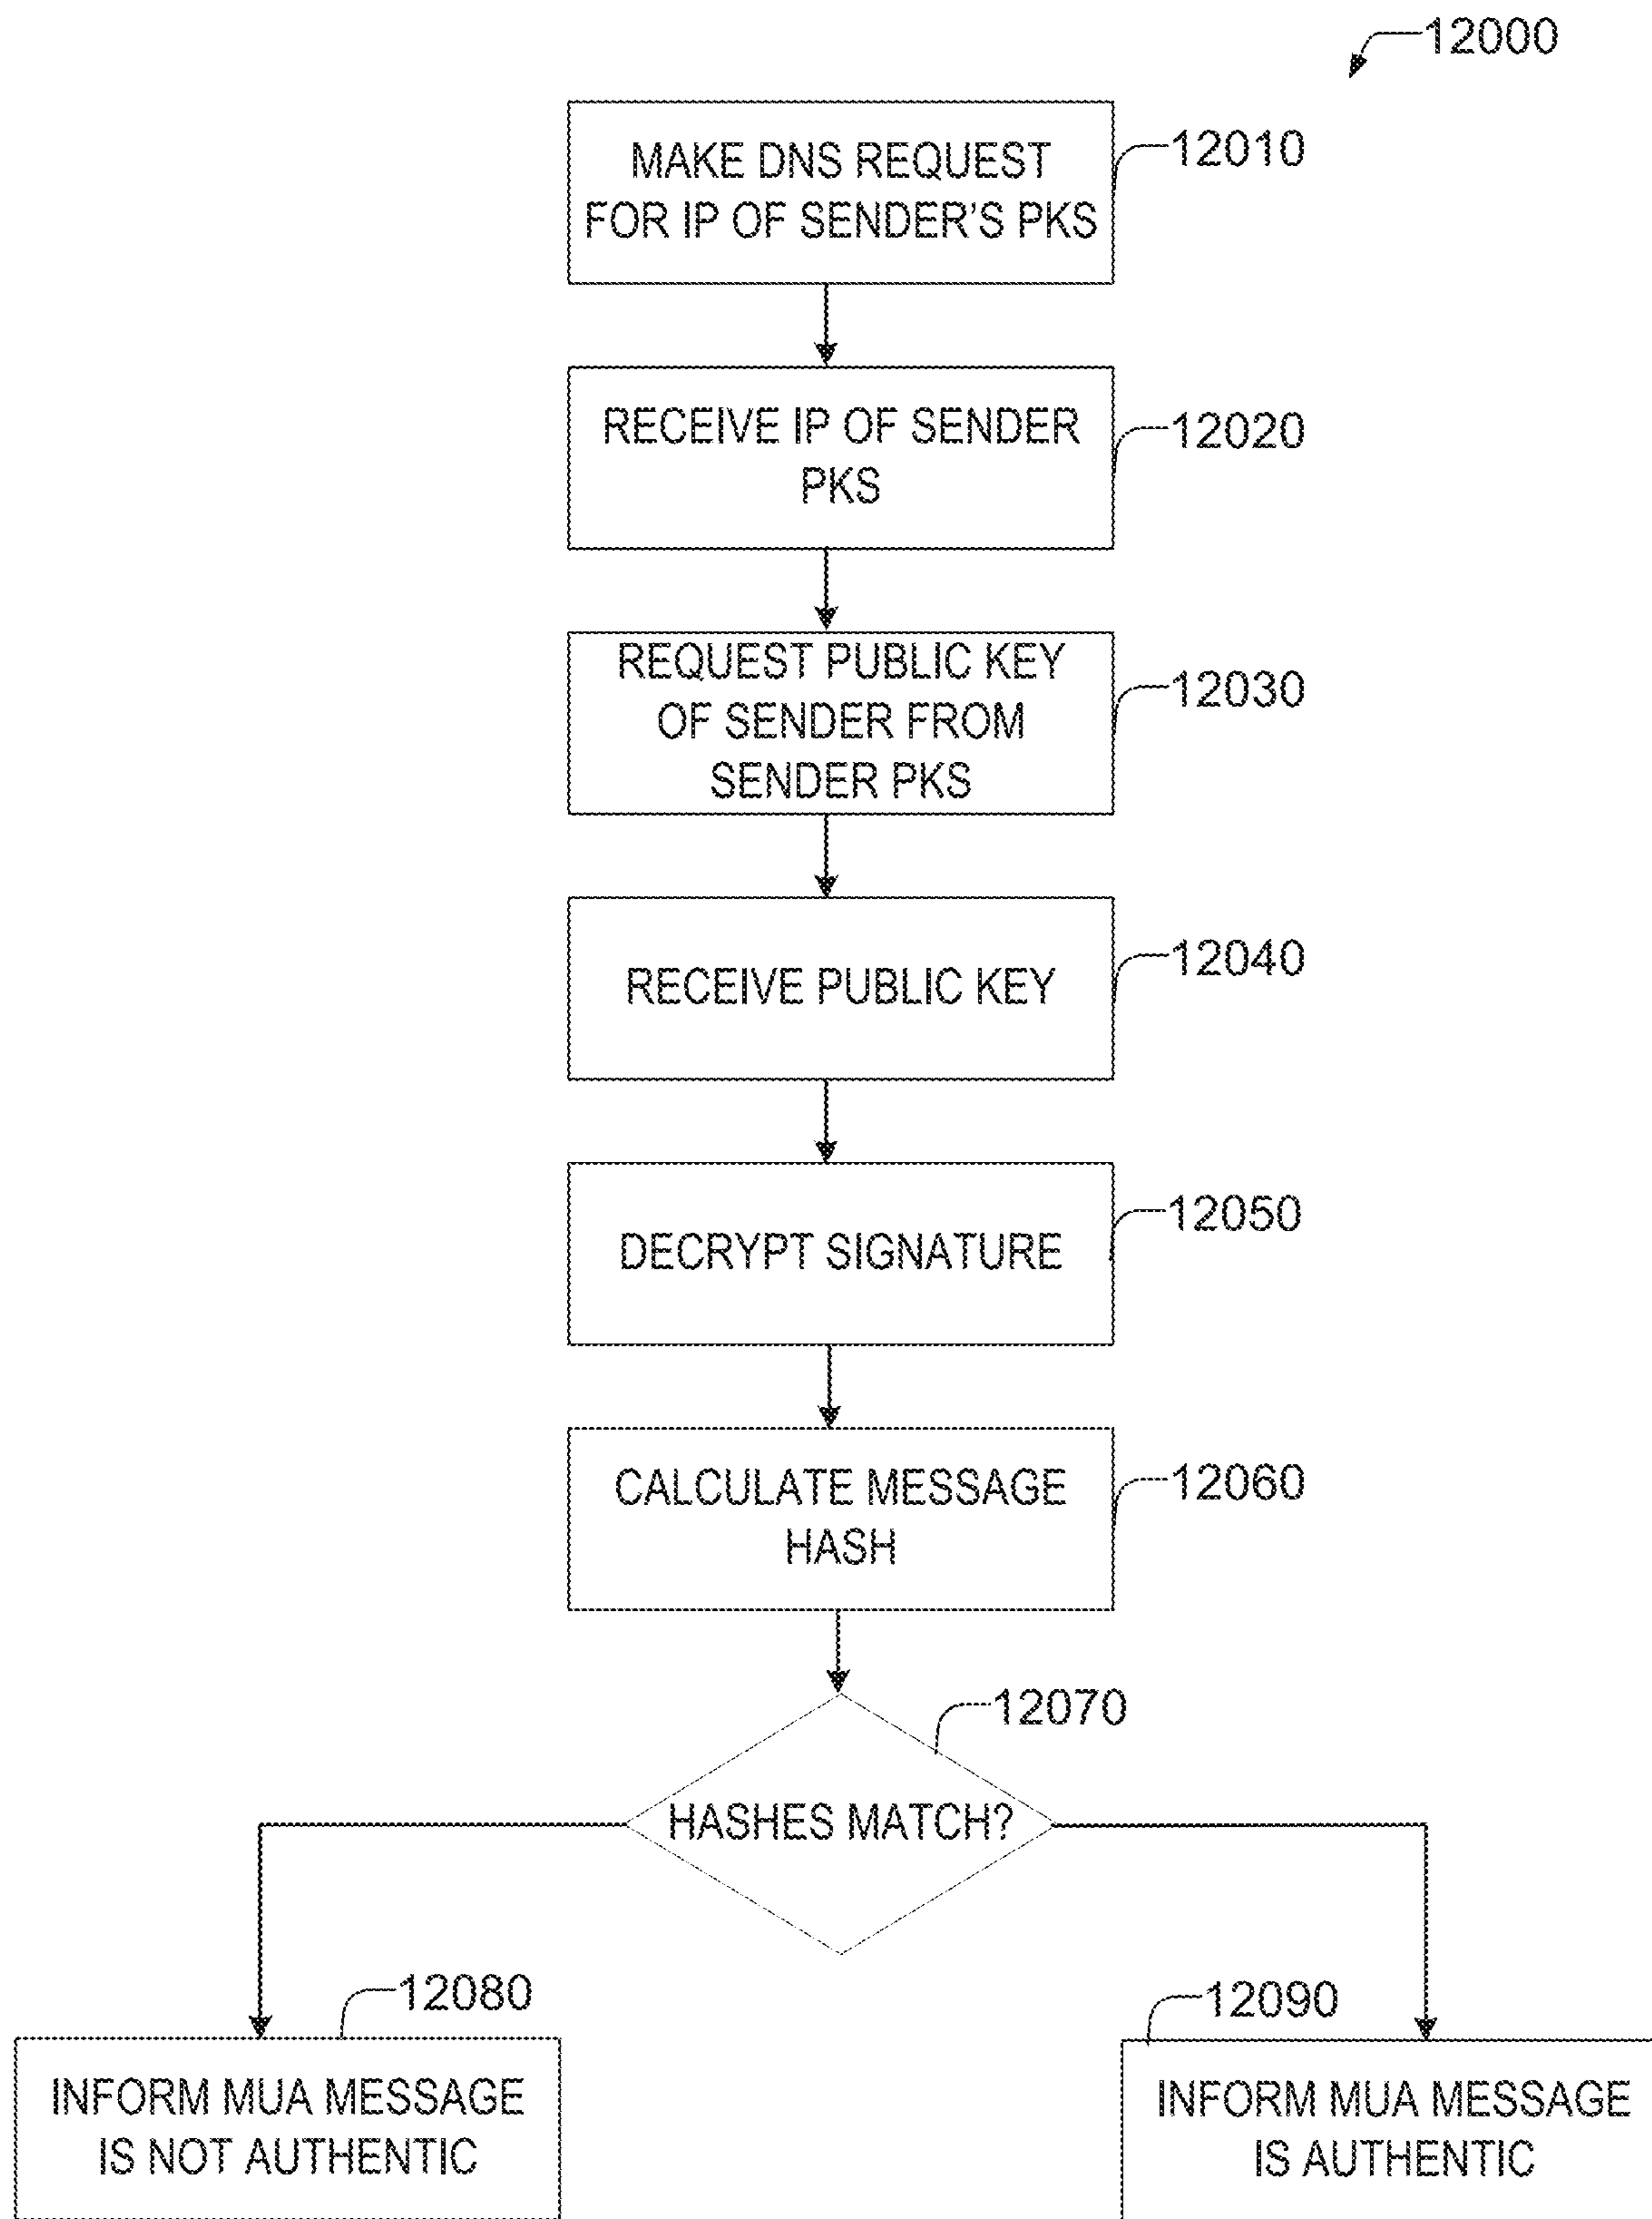 12000
MAKE DNS REQUEST
FOR IP OF SENDER'S PKS
12010
RECEIVE IP OF SENDER
PKS
12020
REQUEST PUBLIC KEY
OF SENDER FROM
SENDER PKS
12030
RECEIVE PUBLIC KEY
12040
DECRYPT SIGNATURE
12050
CALCULATE MESSAGE
HASH
12060
HASHES MATCH?
12070
12080
INFORM MUA MESSAGE
IS NOT AUTHENTIC
12090
INFORM MUA MESSAGE
IS AUTHENTIC